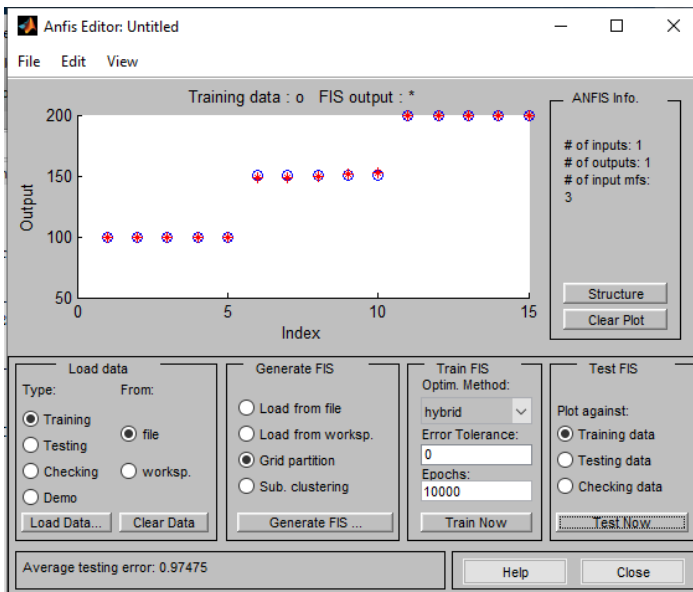 Anfis Editor: Untitled
File Edit View
Training data : o FIS output : *
200
150
100
50
Output
0 5 10 15
Index
ANFIS Info.
# of inputs: 1
# of outputs: 1
# of input mfs:
3
Structure
Clear Plot
Load data
Type: From:
Training
Testing
Checking
Demo
file
worksp.
Load Data... Clear Data
Generate FIS
Load from file
Load from worksp.
Grid partition
Sub. clustering
Generate FIS ...
Train FIS
Optim. Method:
hybrid
Error Tolerance:
0
Epochs:
10000
Train Now
Test FIS
Plot against:
Training data
Testing data
Checking data
Test Now
Average testing error: 0.97475
Help Close